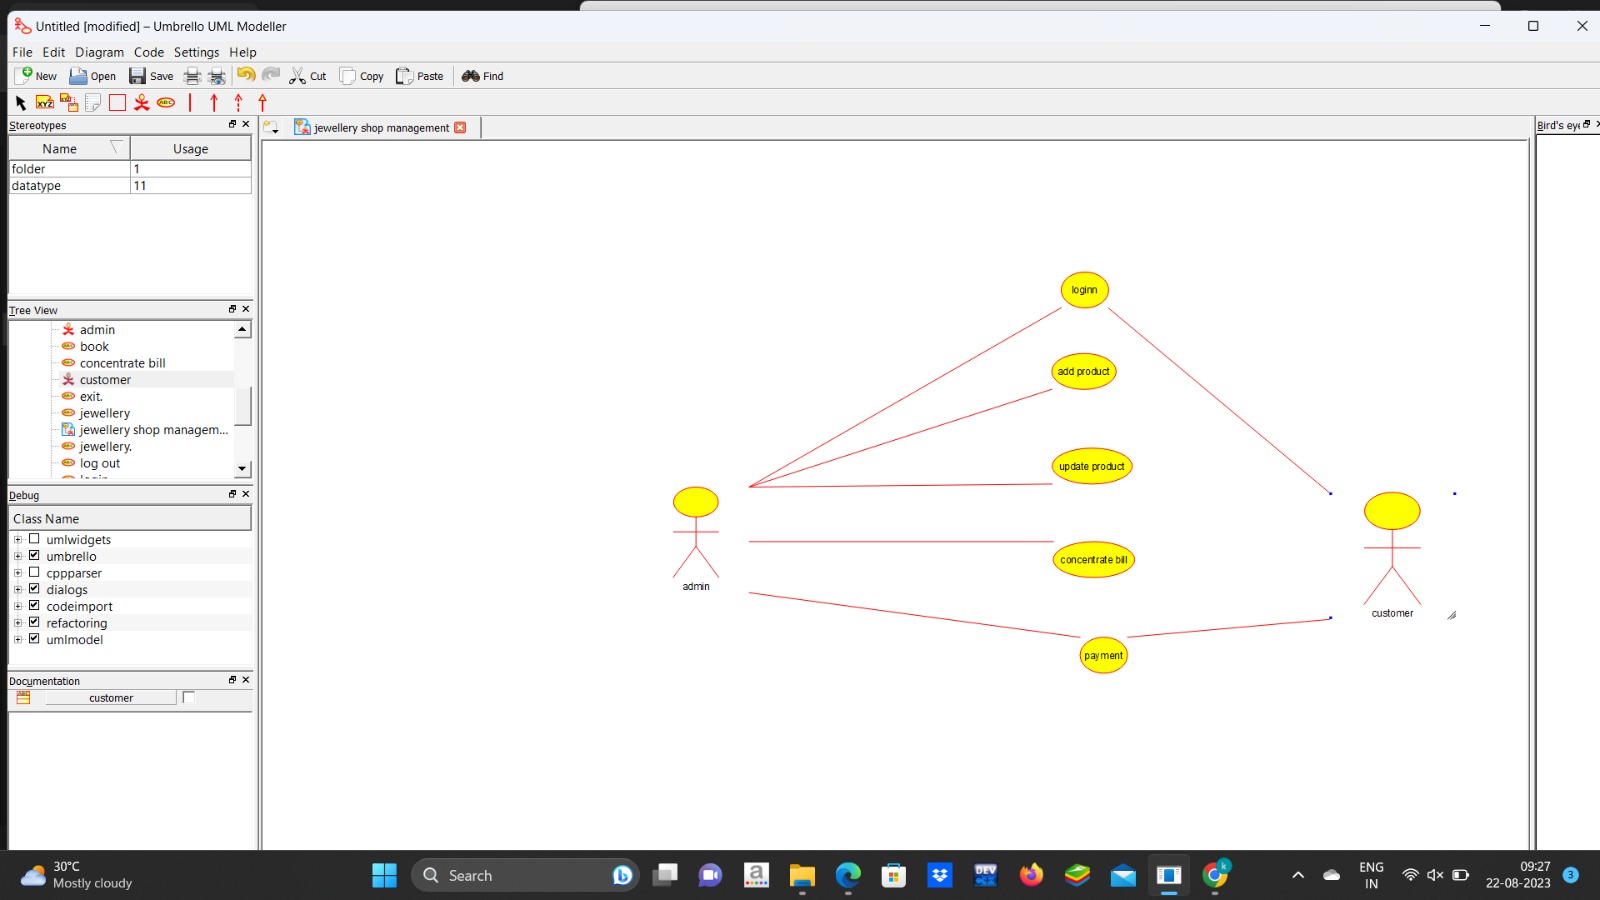 Untitled [modified] – Umbrello UML Modeller
File Edit Diagram Code Settings Help
New Open Save Cut Copy Paste Find
XYZ ABC
Stereotypes
Name Usage
folder 1
datatype 11
jewellery shop management
Bird's eye
Tree View
admin
book
concentrate bill
customer
exit.
jewellery
jewellery shop managem...
jewellery.
log out
Debug
Class Name
umlwidgets
umbrello
cppparser
dialogs
codeimport
refactoring
umlmodel
Documentation
customer
loginn
add product
update product
concentrate bill
payment
admin
customer
30°C
Mostly cloudy
Search
a
DEV
k
ENG
IN
09:27
22-08-2023
3